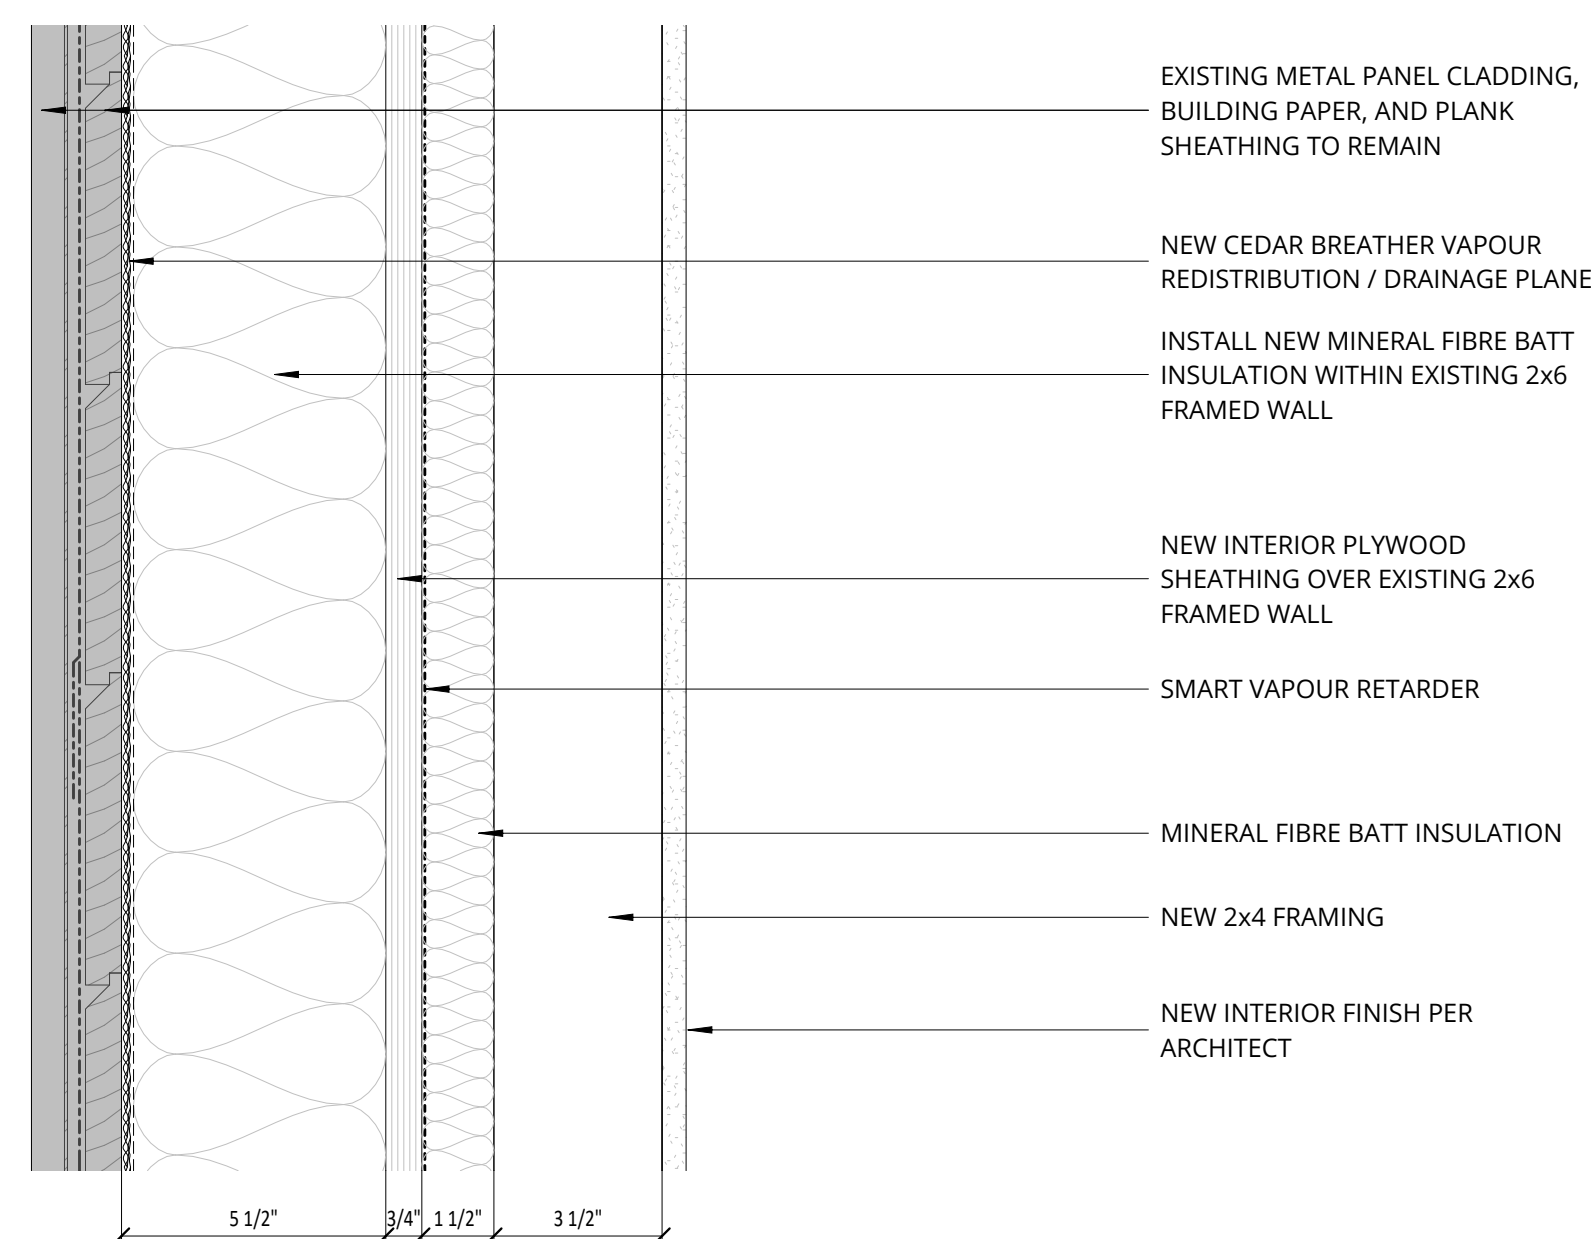 EXISTING METAL PANEL CLADDING,
BUILDING PAPER, AND PLANK
SHEATHING TO REMAIN
NEW CEDAR BREATHER VAPOUR
REDISTRIBUTION / DRAINAGE PLANE
INSTALL NEW MINERAL FIBRE BATT
INSULATION WITHIN EXISTING 2x6
FRAMED WALL
NEW INTERIOR PLYWOOD
SHEATHING OVER EXISTING 2x6
FRAMED WALL
SMART VAPOUR RETARDER
MINERAL FIBRE BATT INSULATION
NEW 2x4 FRAMING
NEW INTERIOR FINISH PER
ARCHITECT
5 1/2" 3/4" 1 1/2" 3 1/2"